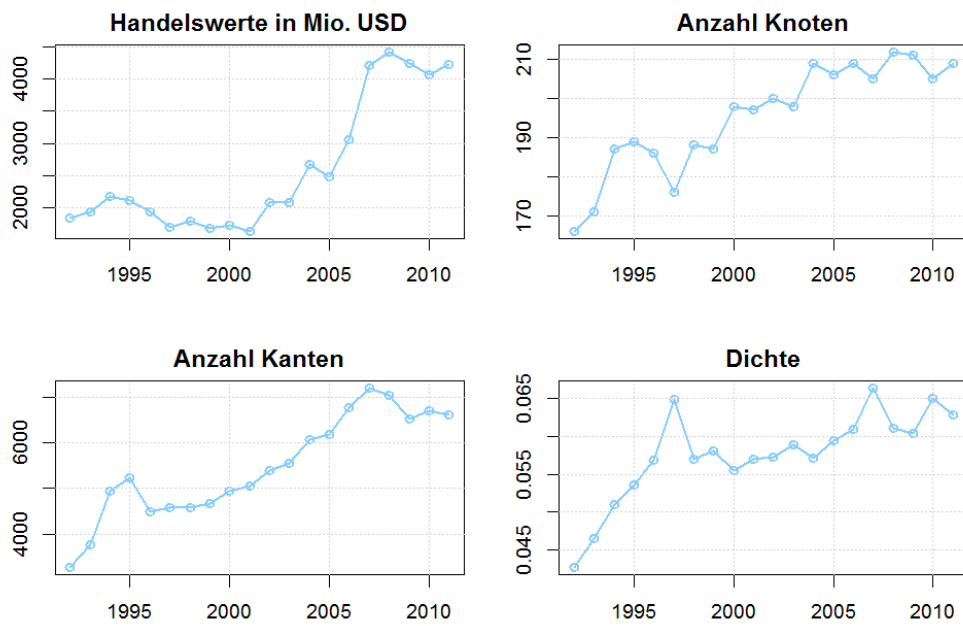 Handelswerte in Mio. USD
4000
3000
2000
1995 2000 2005 2010
Anzahl Knoten
210
190
170
1995 2000 2005 2010
Anzahl Kanten
6000
4000
1995 2000 2005 2010
Dichte
0.065
0.055
0.045
1995 2000 2005 2010